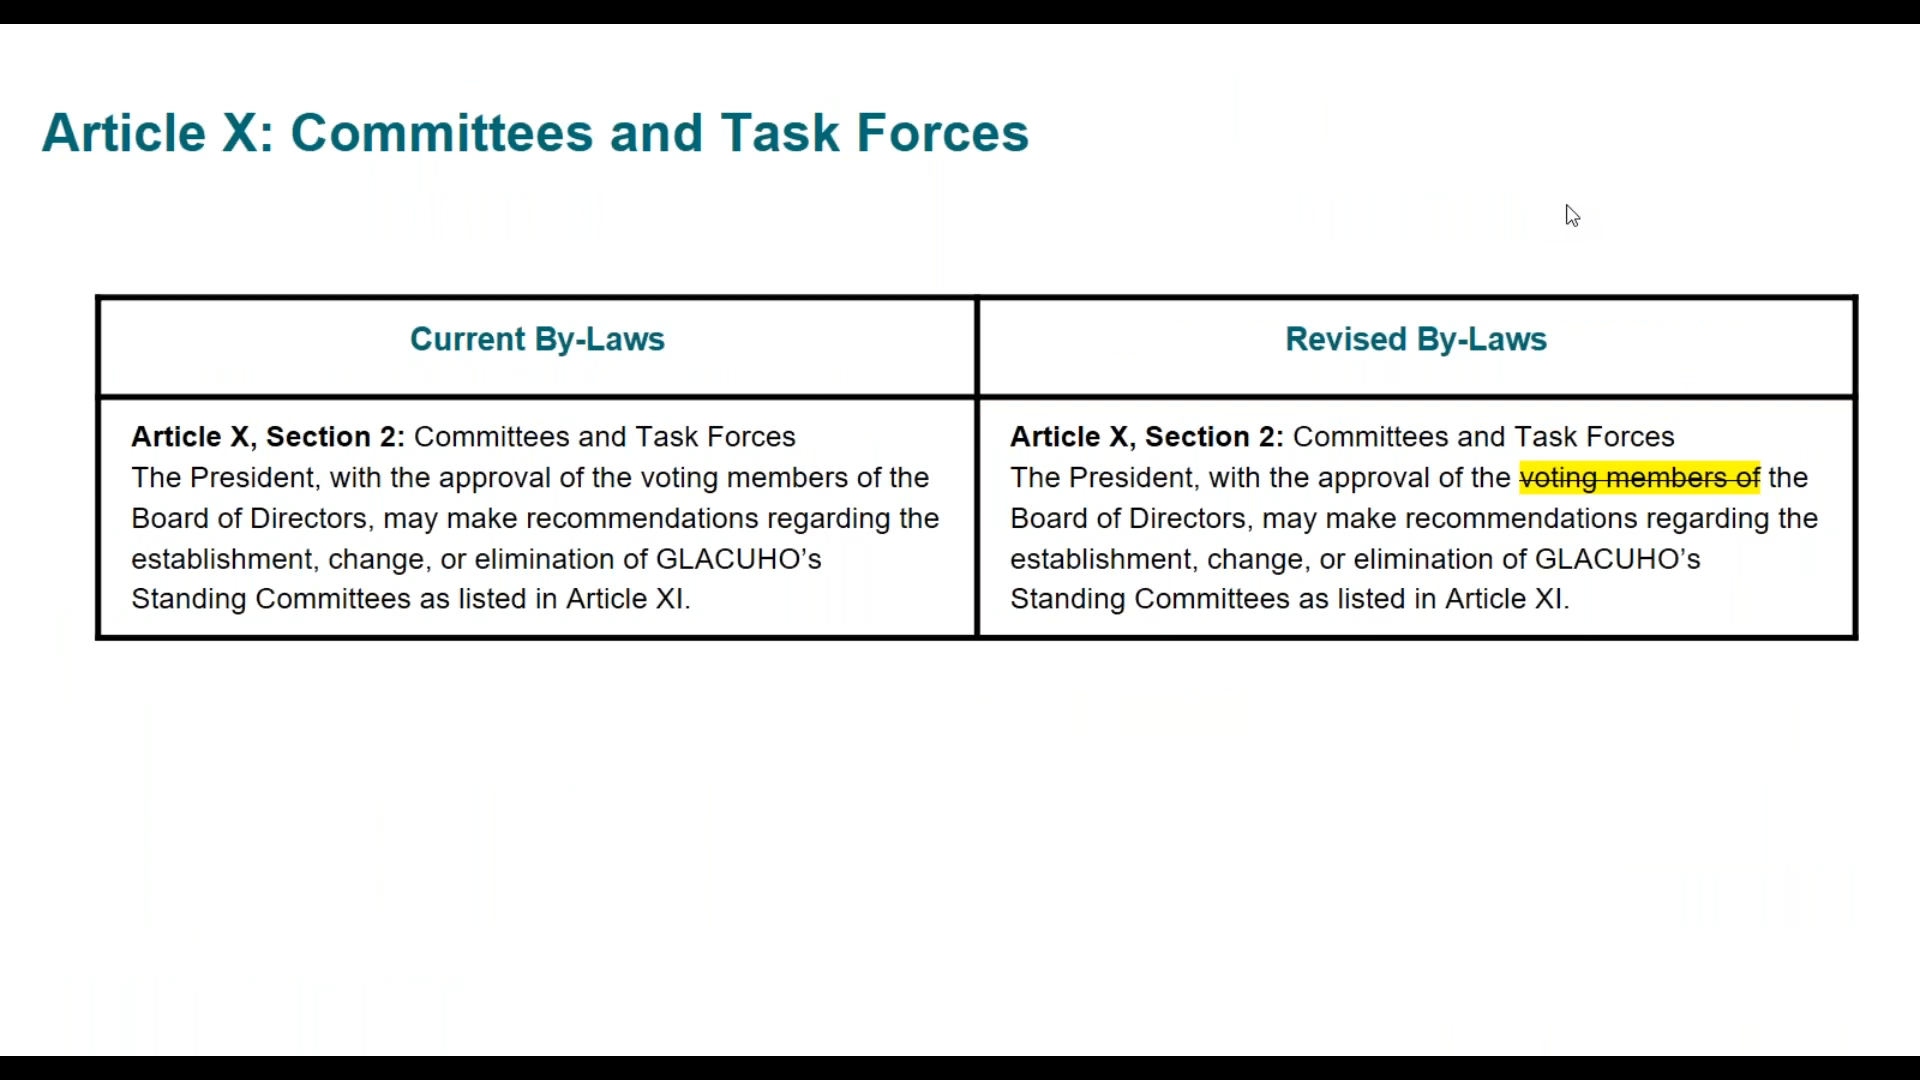 Article X: Committees and Task Forces
Current By-Laws
Revised By-Laws
Article X, Section 2: Committees and Task Forces
The President, with the approval of the voting members of the
Board of Directors, may make recommendations regarding the
establishment, change, or elimination of GLACUHO’s
Standing Committees as listed in Article XI.
Article X, Section 2: Committees and Task Forces
The President, with the approval of the voting members of the
Board of Directors, may make recommendations regarding the
establishment, change, or elimination of GLACUHO’s
Standing Committees as listed in Article XI.